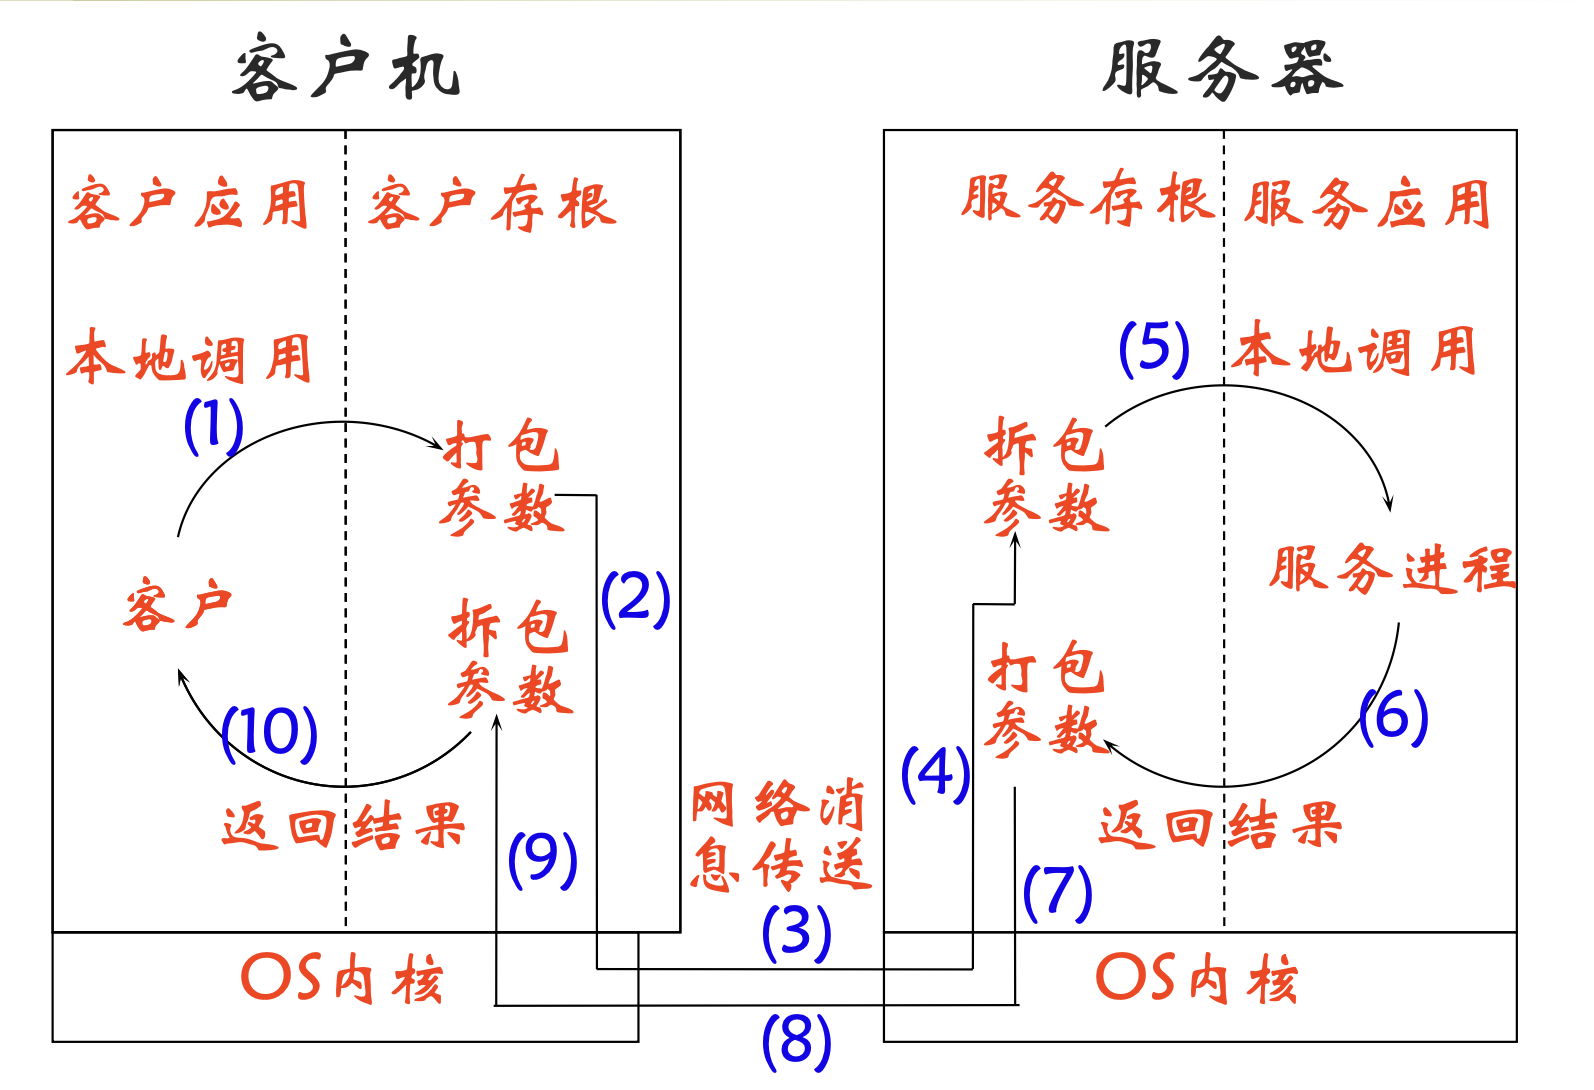 客户机
服务器
客户应用
客户存根
服务存根
服务应用
本地调用
(1)
(5)
本地调用
打包
参数
拆包
参数
(2)
客户
拆包
参数
服务进程
打包
参数
(10)
(4)
(6)
返回结果
(9)
网络消
息传送
(3)
(7)
返回结果
OS内核
(8)
OS内核